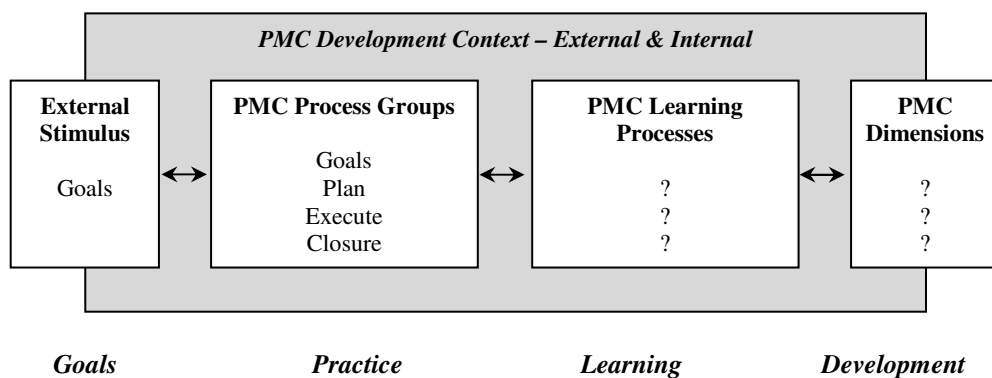 PMC Development Context – External & Internal
External
Stimulus
Goals
PMC Process Groups
Goals
Plan
Execute
Closure
PMC Learning
Processes
?
?
?
PMC
Dimensions
?
?
?
Goals
Practice
Learning
Development